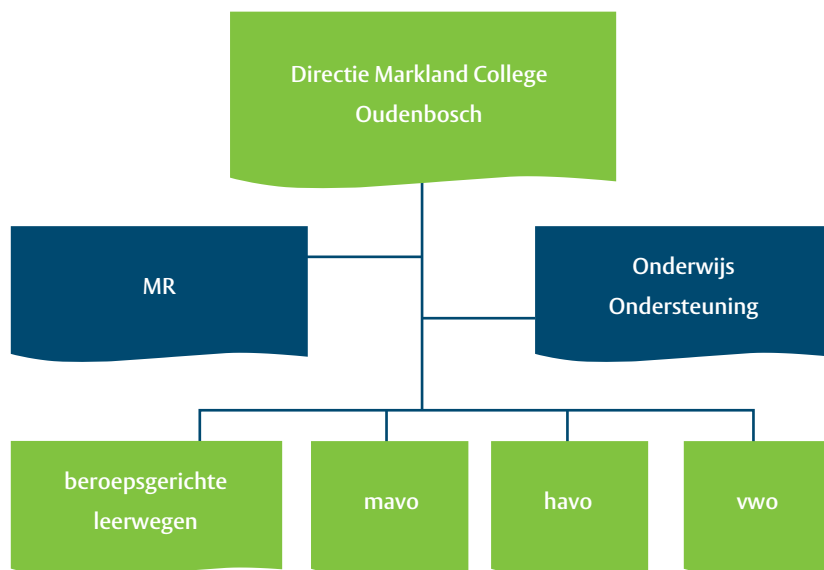 Directie Markland College
Oudenbosch
MR
Onderwijs
Ondersteuning
beroepsgerichte
leerwegen
mavo
havo
vwo